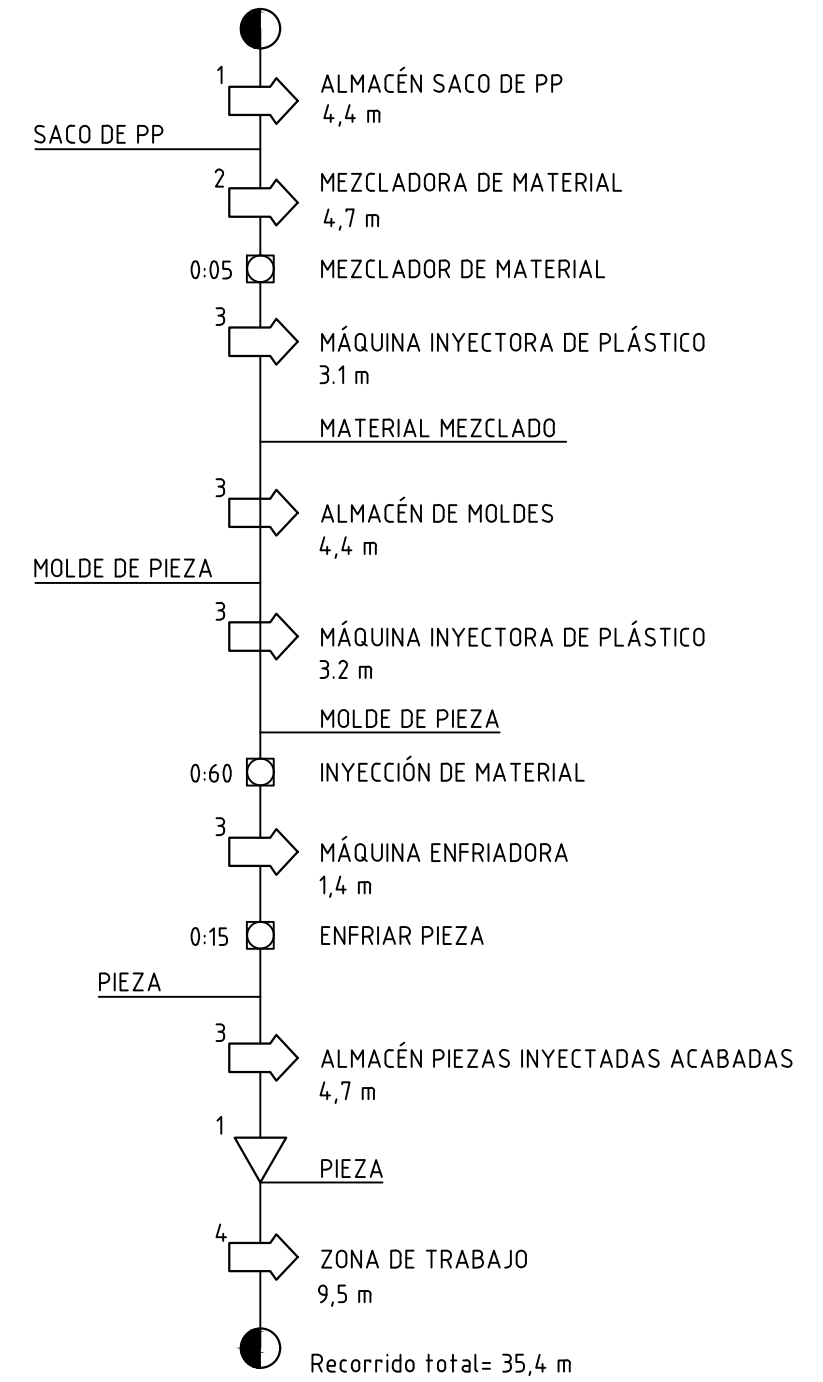 1
ALMACÉN SACO DE PP
4,4 m
SACO DE PP
2
MEZCLADORA DE MATERIAL
4,7 m
0:05
MEZCLADOR DE MATERIAL
3
MÁQUINA INYECTORA DE PLÁSTICO
3.1 m
MATERIAL MEZCLADO
3
ALMACÉN DE MOLDES
4,4 m
MOLDE DE PIEZA
3
MÁQUINA INYECTORA DE PLÁSTICO
3.2 m
MOLDE DE PIEZA
0:60
INYECCIÓN DE MATERIAL
3
MÁQUINA ENFRIADORA
1,4 m
0:15
ENFRIAR PIEZA
PIEZA
3
ALMACÉN PIEZAS INYECTADAS ACABADAS
4,7 m
1
PIEZA
4
ZONA DE TRABAJO
9,5 m
Recorrido total= 35,4 m